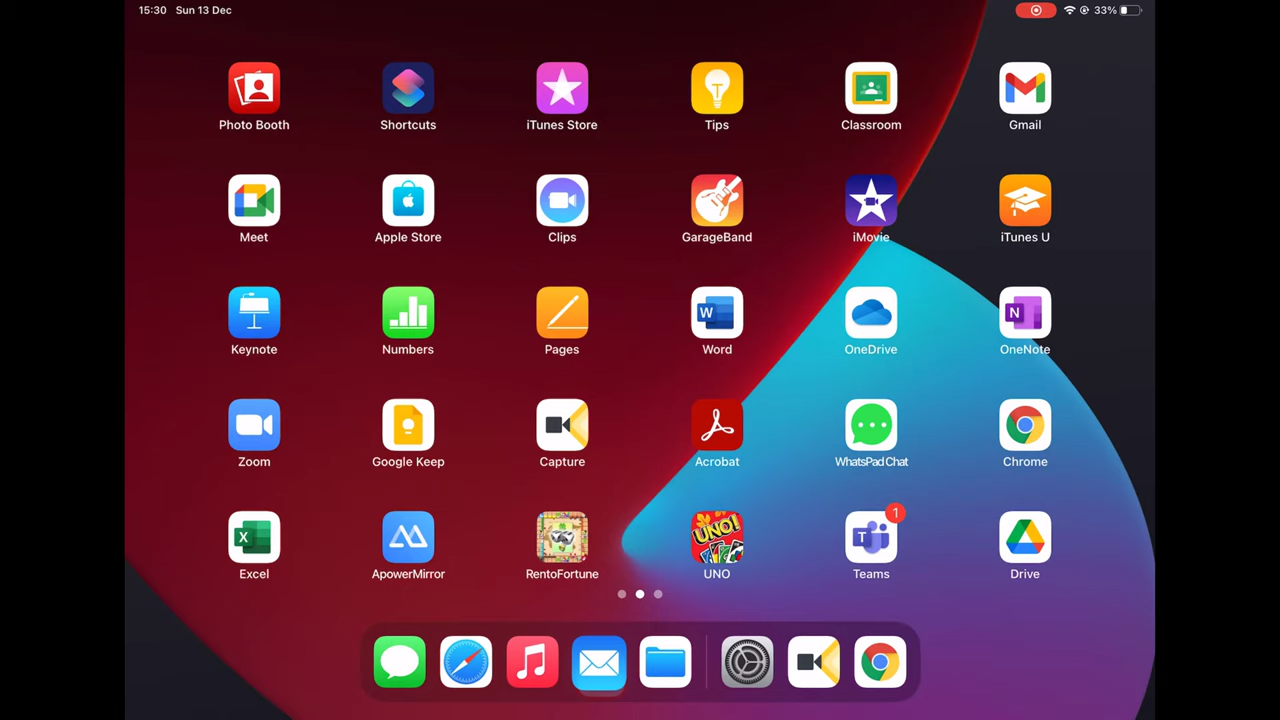 15:30 Sun 13 Dec 33%
Photo Booth Shortcuts iTunes Store Tips Classroom Gmail
Meet Apple Store Clips GarageBand iMovie iTunes U
Keynote Numbers Pages Word OneDrive OneNote
Zoom Google Keep Capture Acrobat WhatsPad Chat Chrome
UNO! 1
Excel ApowerMirror RentoFortune UNO Teams Drive